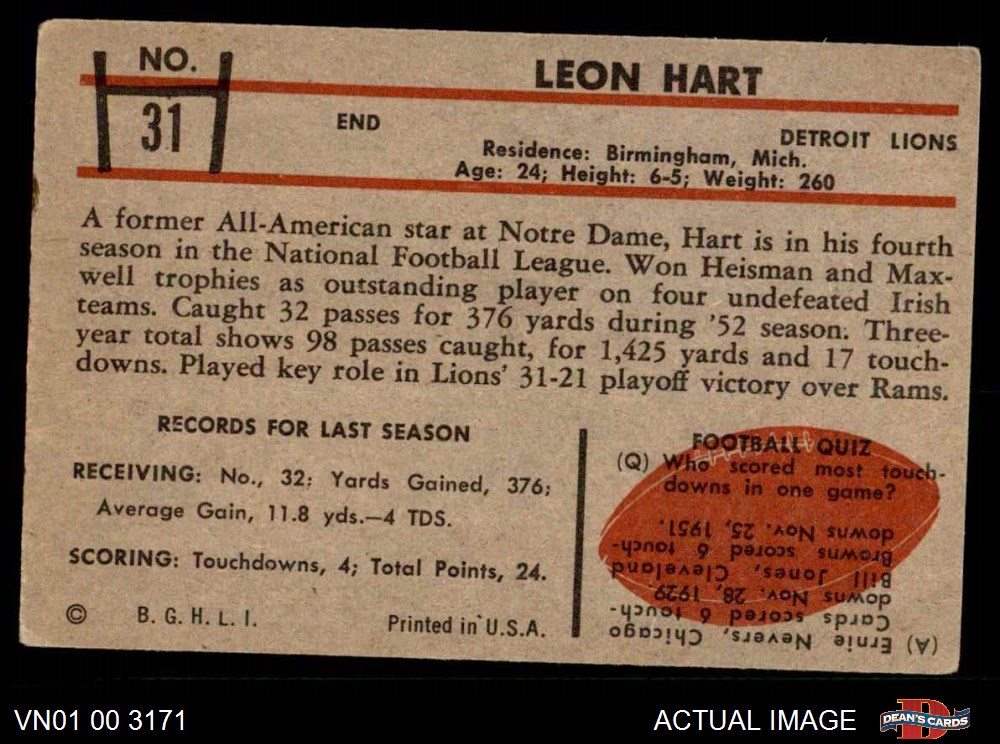 NO.
31
LEON HART
END
DETROIT LIONS
Residence: Birmingham, Mich.
Age: 24; Height: 6-5; Weight: 260
A former All-American star at Notre Dame, Hart is in his fourth
season in the National Football League. Won Heisman and Max-
well trophies as outstanding player on four undefeated Irish
teams. Caught 32 passes for 376 yards during '52 season. Three-
year total shows 98 passes caught, for 1,425 yards and 17 touch-
downs. Played key role in Lions' 31-21 playoff victory over Rams.
RECORDS FOR LAST SEASON
RECEIVING: No., 32; Yards Gained, 376;
Average Gain, 11.8 yds.—4 TDS.
SCORING: Touchdowns, 4; Total Points, 24.
© B. G. H. L. I.
Printed in U.S.A.
FOOTBALL QUIZ
(Q) Who scored most touch-
downs in one game?
(A) Ernie Nevers, Chicago
Cards scored 6 touch-
downs Nov. 28, 1929.
Bill Jones, Cleveland
Browns scored 6 touch-
downs Nov. 25, 1951.
VN01 00 3171
ACTUAL IMAGE
DEAN'S CARDS